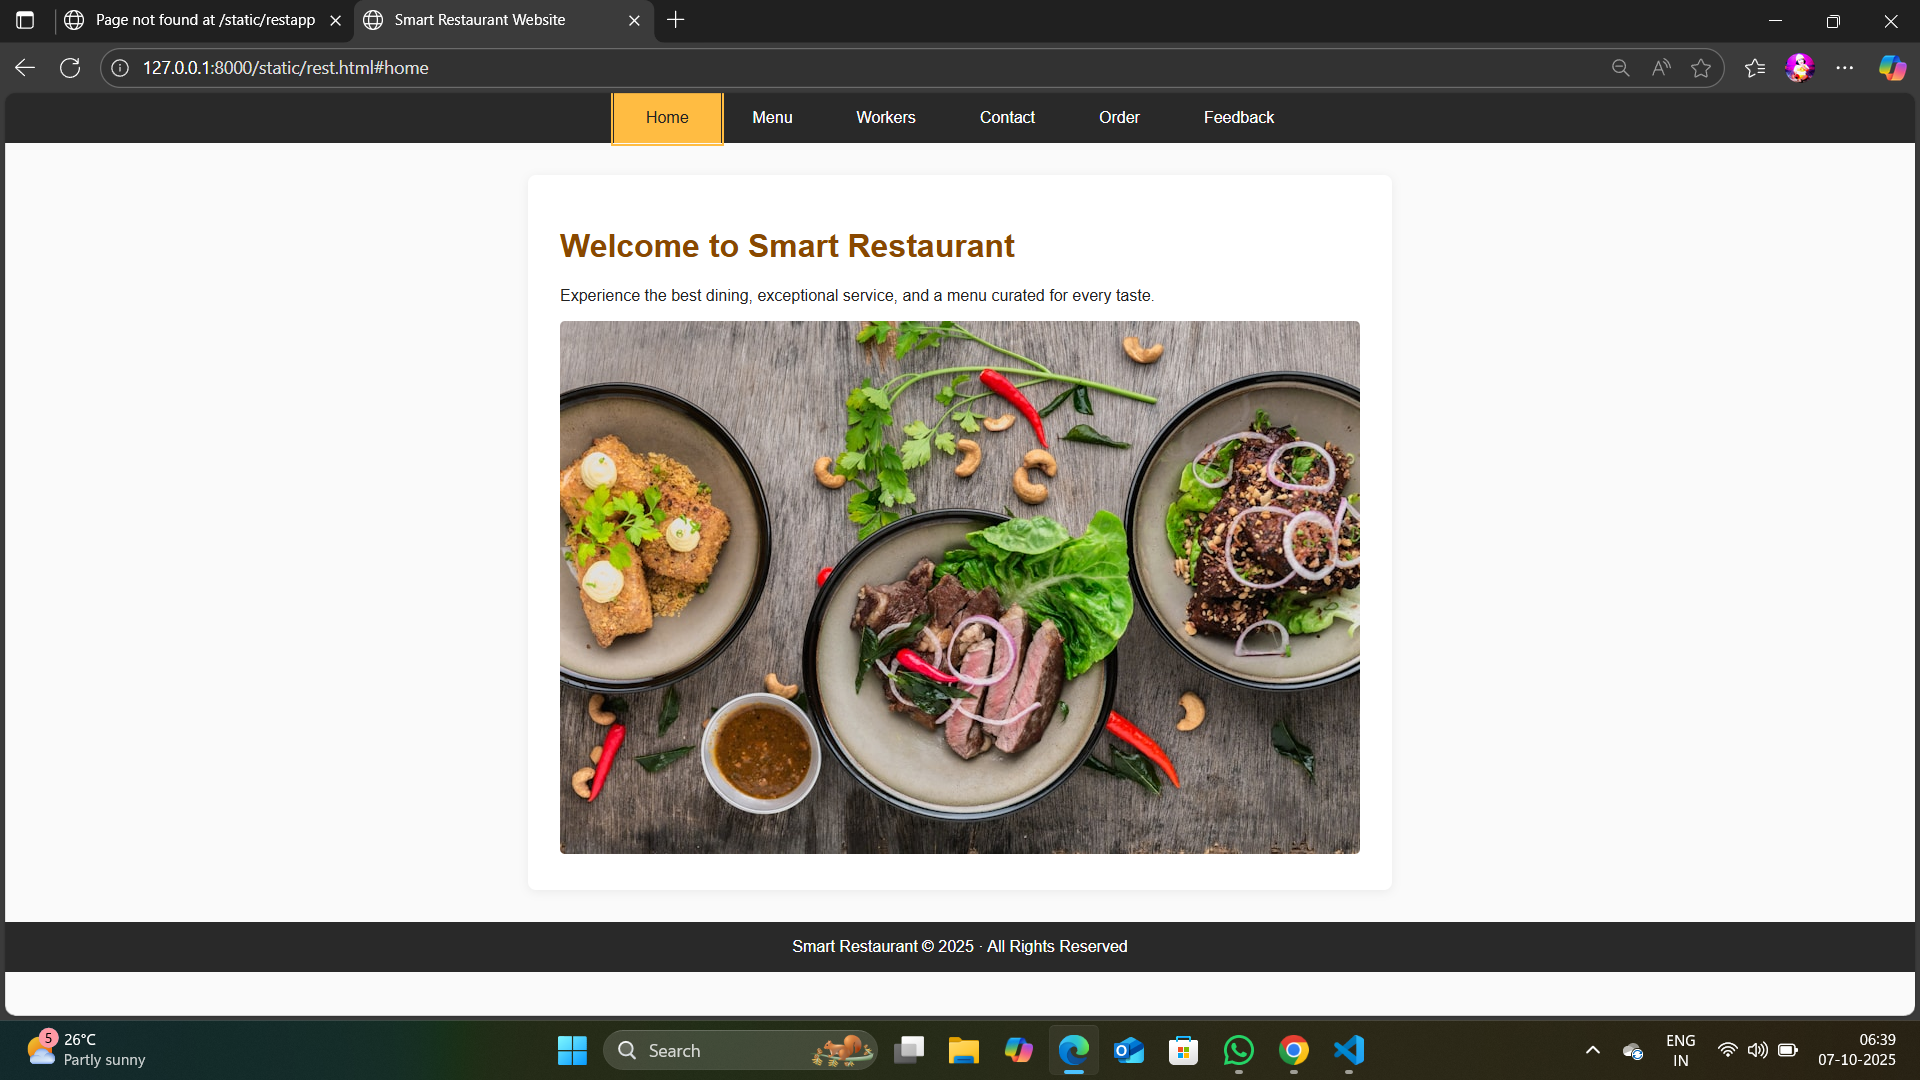 Page not found at /static/restapp
Smart Restaurant Website
127.0.0.1:8000/static/rest.html#home
Home
Menu
Workers
Contact
Order
Feedback
Welcome to Smart Restaurant
Experience the best dining, exceptional service, and a menu curated for every taste.
Smart Restaurant © 2025 · All Rights Reserved
5
26°C
Partly sunny
Search
ENG
IN
06:39
07-10-2025